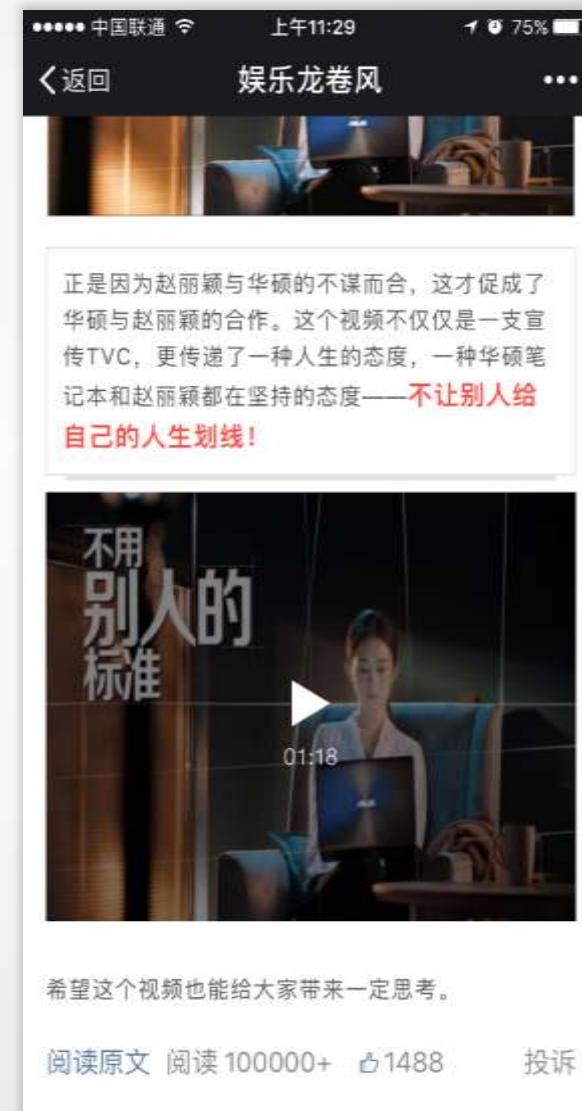 中国联通 上午11:29 75%
返回 娱乐龙卷风
正是因为赵丽颖与华硕的不谋而合，这才促成了
华硕与赵丽颖的合作。这个视频不仅仅是一支宣
传TVC，更传递了一种人生的态度，一种华硕笔
记本和赵丽颖都在坚持的态度——不让别人给
自己的人生划线！
不用
别人的
标准
01:18
希望这个视频也能给大家带来一定思考。
阅读原文 阅读 100000+ 1488 投诉